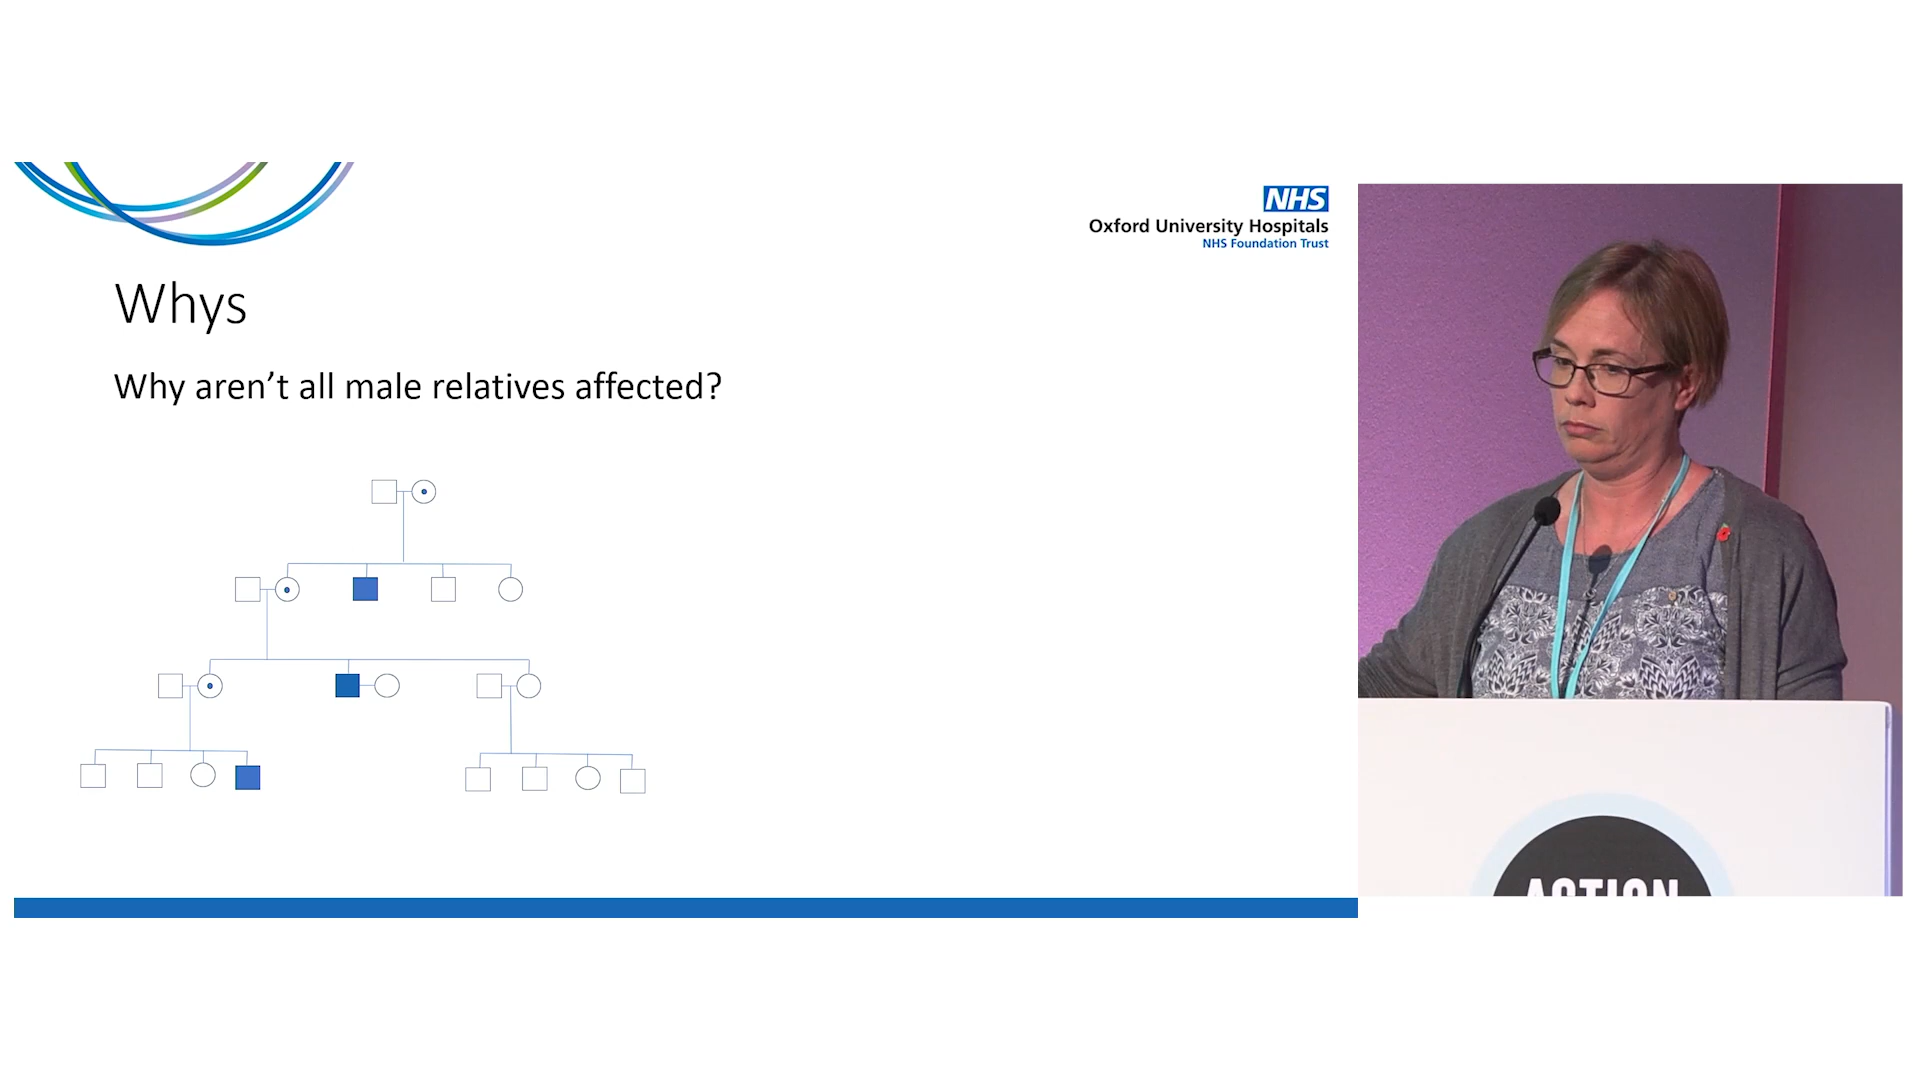 NHS
Oxford University Hospitals
NHS Foundation Trust
Whys
Why aren't all male relatives affected?
ACTION